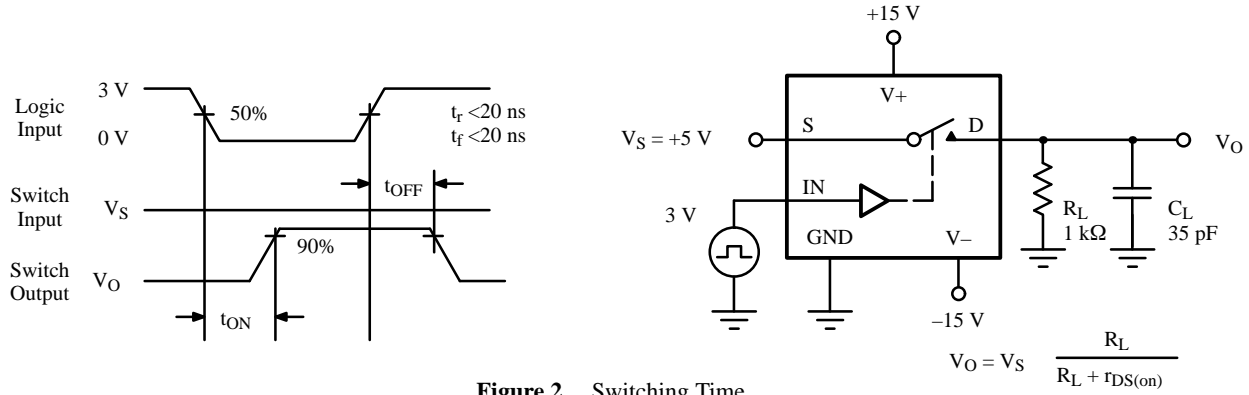 Logic
Input
3 V
0 V
50%
t_r <20 ns
t_f <20 ns
Switch
Input
V_S
t_OFF
90%
Switch
Output
V_O
t_ON
+15 V
V+
V_S = +5 V
S
D
V_O
IN
3 V
GND
V–
R_L
1 kΩ
C_L
35 pF
–15 V
V_O = V_S
R_L
R_L + r_DS(on)
Figure 2. Switching Time